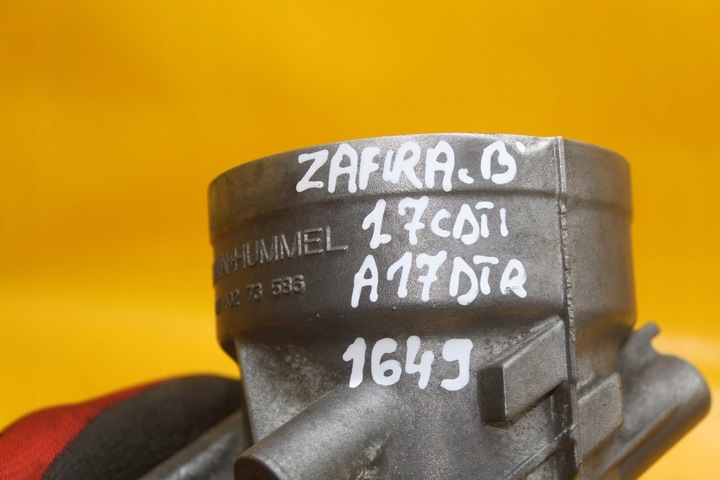 ZAFIRA.B
1.7CDTI
A17DTR
1649
HUMMEL
73 536